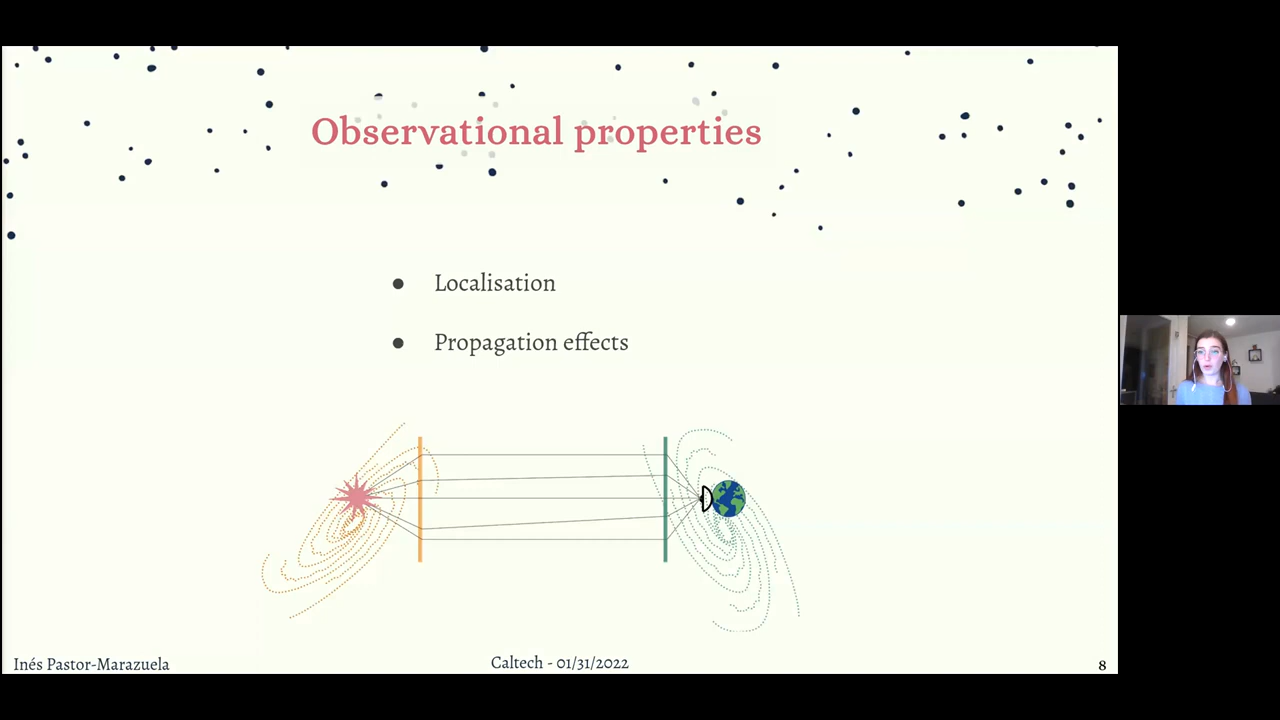 Observational properties
● Localisation
● Propagation effects
Inés Pastor-Marazuela
Caltech - 01/31/2022
8